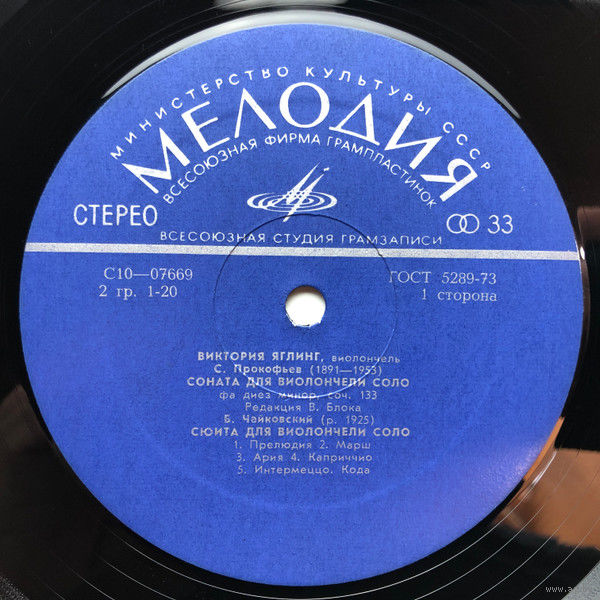 МИНИСТЕРСТВО КУЛЬТУРЫ СССР
МЕЛОДИЯ
ВСЕСОЮЗНАЯ ФИРМА ГРАМПЛАСТИНОК
СТЕРЕО
33
ВСЕСОЮЗНАЯ СТУДИЯ ГРАМЗАПИСИ
С10—07669
ГОСТ 5289-73
2 гр. 1-20
1 сторона
ВИКТОРИЯ ЯГЛИНГ, виолончель
С. Прокофьев (1891—1953)
СОНАТА ДЛЯ ВИОЛОНЧЕЛИ СОЛО
фа диез минор, соч. 133
Редакция В. Блока
Б. Чайковский (р. 1925)
СЮИТА ДЛЯ ВИОЛОНЧЕЛИ СОЛО
1. Прелюдия 2. Марш
3. Ария 4. Каприччио
5. Интермеццо. Кода